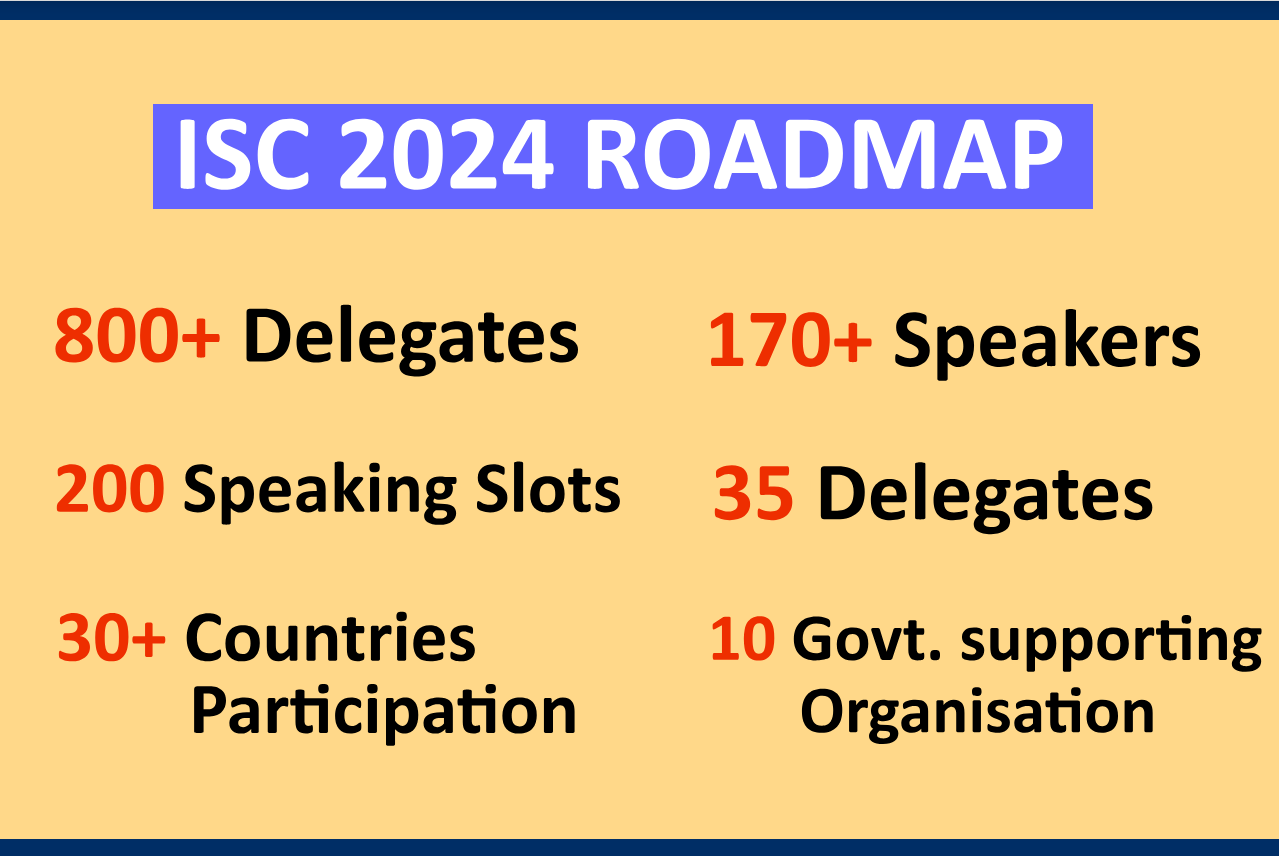 ISC 2024 ROADMAP
800+ Delegates
170+ Speakers
200 Speaking Slots
35 Delegates
30+ Countries
Participation
10 Govt. supporting
Organisation